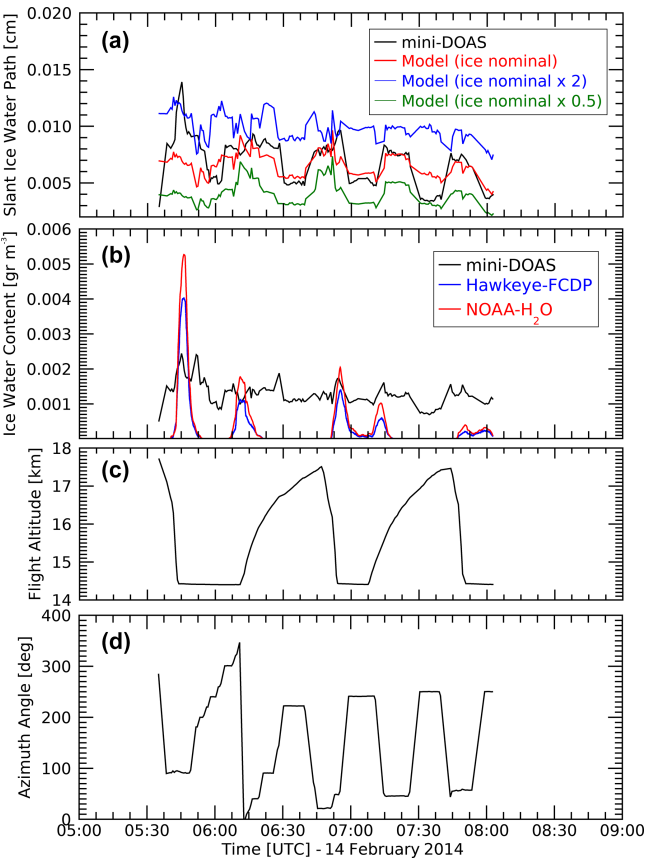 0.020
(a)
mini-DOAS
Model (ice nominal)
Model (ice nominal x 2)
Model (ice nominal x 0.5)
0.015
0.010
0.005
Slant Ice Water Path [cm]
0.006
(b)
mini-DOAS
Hawkeye-FCDP
NOAA-H2O
0.005
0.004
0.003
0.002
0.001
Ice Water Content [gr m-3]
18
(c)
17
16
15
14
Flight Altitude [km]
(d)
300
200
100
0
Azimuth Angle [deg]
05:00 05:30 06:00 06:30 07:00 07:30 08:00 08:30 09:00
Time [UTC] - 14 February 2014